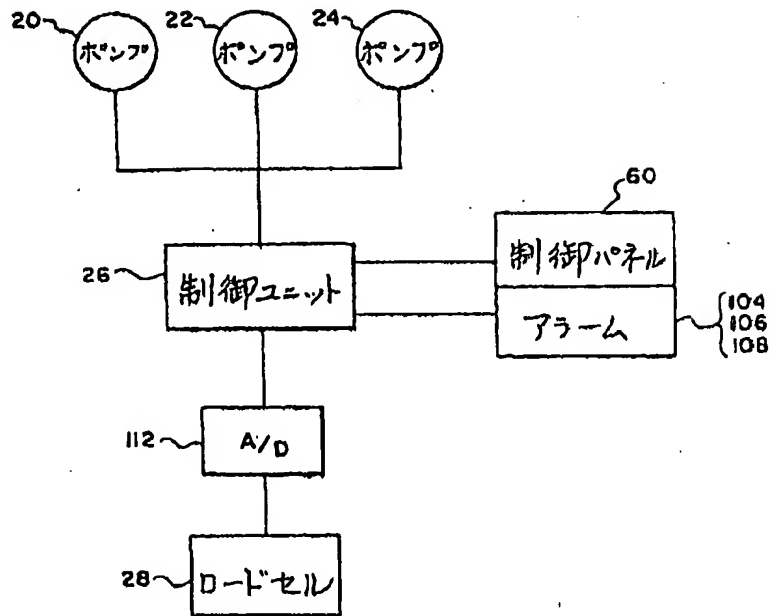 20 22 24
ポンプ ポンプ ポンプ
60
26 制御ユニット 制御パネル
アラーム 104
106
108
112 A/D
28 ロードセル